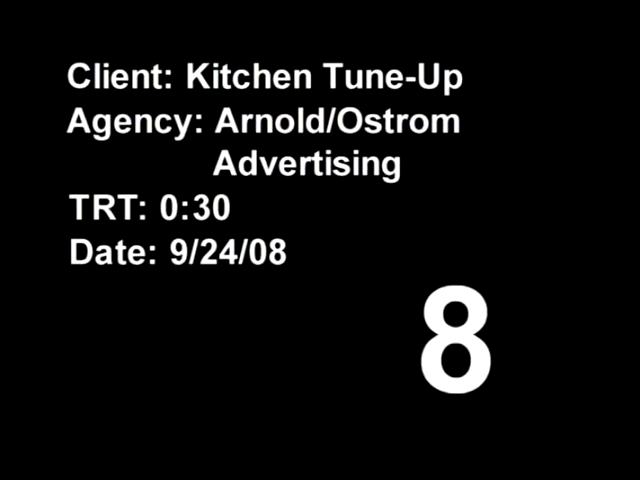 Client: Kitchen Tune-Up
Agency: Arnold/Ostrom
Advertising
TRT: 0:30
Date: 9/24/08
8